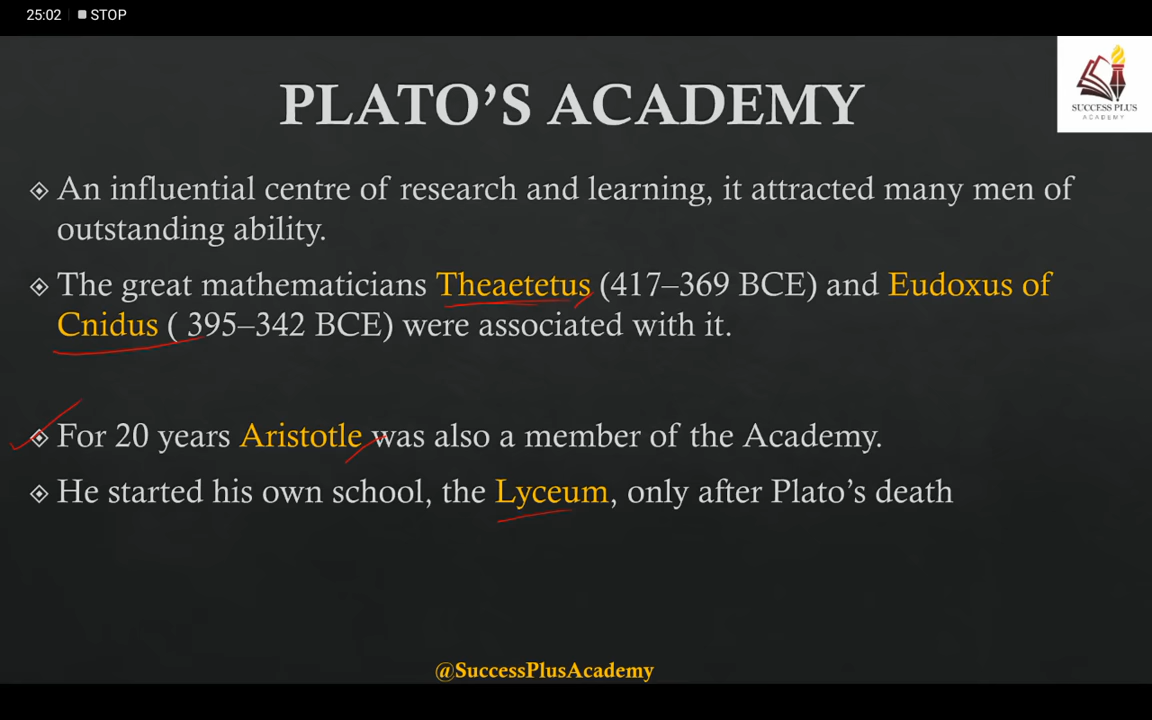 25:02 STOP
PLATO’S ACADEMY
SUCCESS PLUS
ACADEMY
An influential centre of research and learning, it attracted many men of
outstanding ability.
The great mathematicians Theaetetus (417–369 BCE) and Eudoxus of
Cnidus ( 395–342 BCE) were associated with it.
For 20 years Aristotle was also a member of the Academy.
He started his own school, the Lyceum, only after Plato’s death
@SuccessPlusAcademy